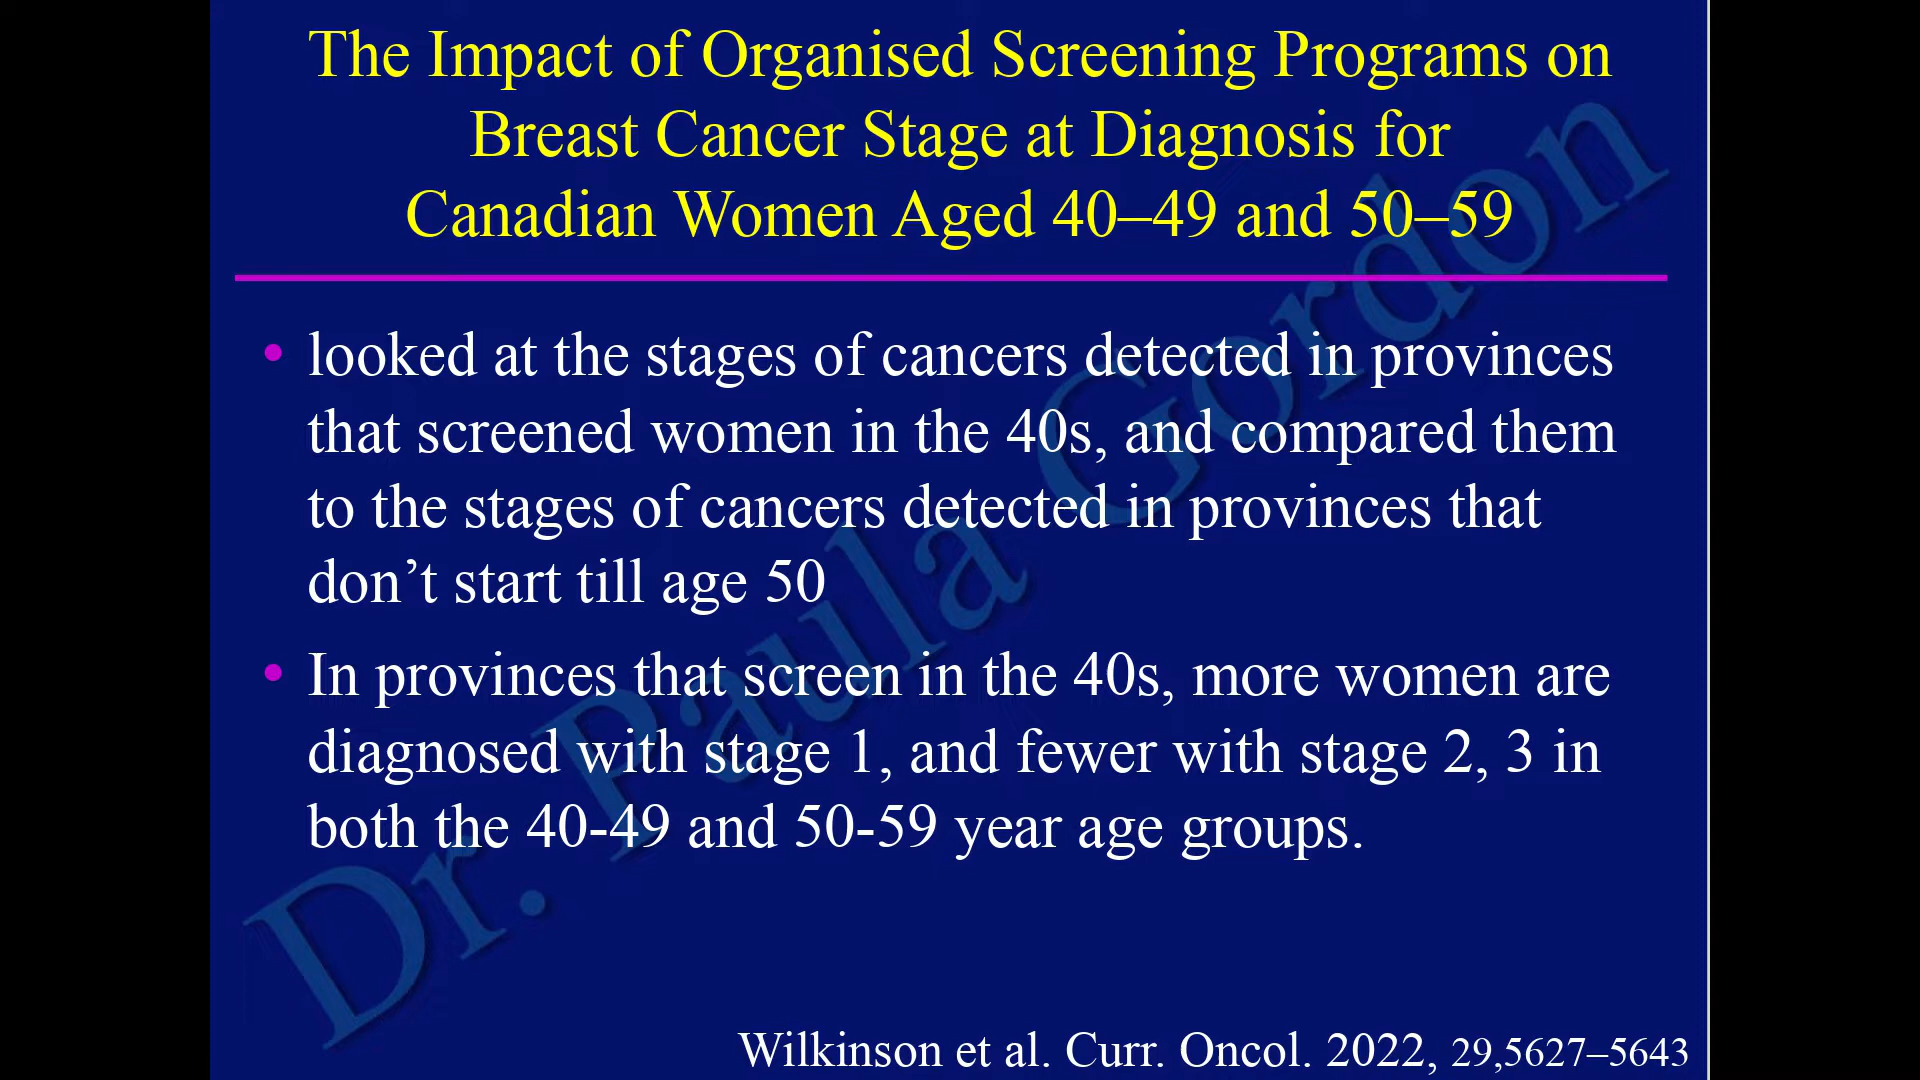 The Impact of Organised Screening Programs on
Breast Cancer Stage at Diagnosis for
Canadian Women Aged 40–49 and 50–59
• looked at the stages of cancers detected in provinces
that screened women in the 40s, and compared them
to the stages of cancers detected in provinces that
don’t start till age 50
• In provinces that screen in the 40s, more women are
diagnosed with stage 1, and fewer with stage 2, 3 in
both the 40-49 and 50-59 year age groups.
Dr. Paula Gordon
Wilkinson et al. Curr. Oncol. 2022, 29,5627–5643